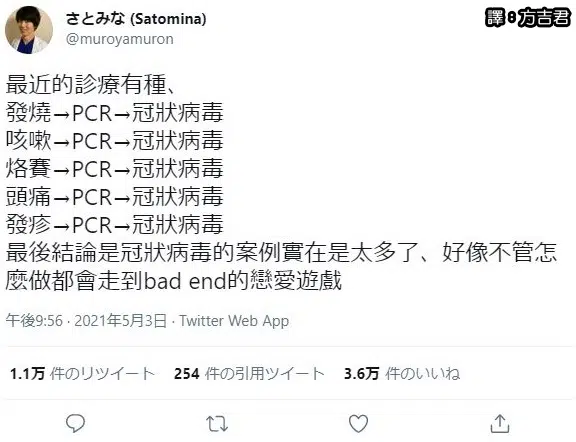 さとみな (Satomina)
@muroyamuron
譯:方吉君
最近的診療有種、
發燒→PCR→冠狀病毒
咳嗽→PCR→冠狀病毒
烙賽→PCR→冠狀病毒
頭痛→PCR→冠狀病毒
發疹→PCR→冠狀病毒
最後結論是冠狀病毒的案例實在是太多了、好像不管怎
麼做都會走到bad end的戀愛遊戲
午後9:56 · 2021年5月3日 · Twitter Web App
1.1万 件のリツイート 254 件の引用ツイート 3.6万 件のいいね